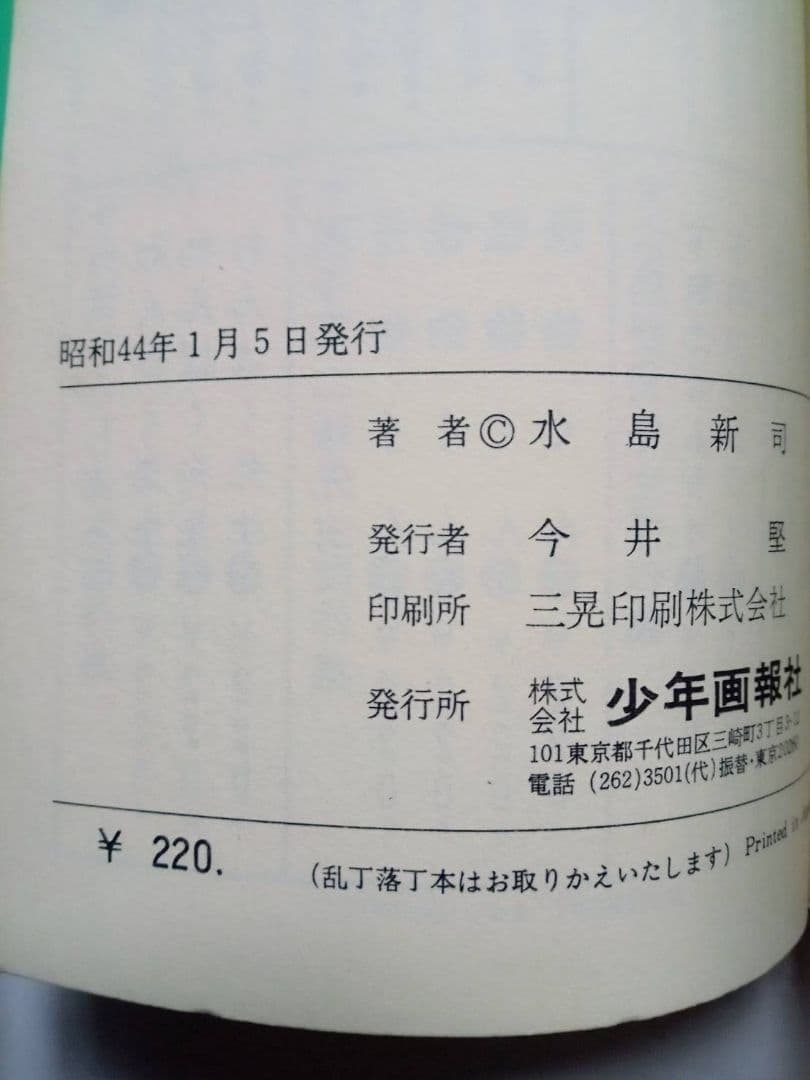 昭和44年1月5日発行
著者©水島新司
発行者 今井堅
印刷所 三晃印刷株式会社
発行所 株式会社 少年画報社
101東京都千代田区三崎町3丁目
電話 (262)3501(代)振替・東京
¥ 220.
(乱丁落丁本はお取りかえいたします) Printed in